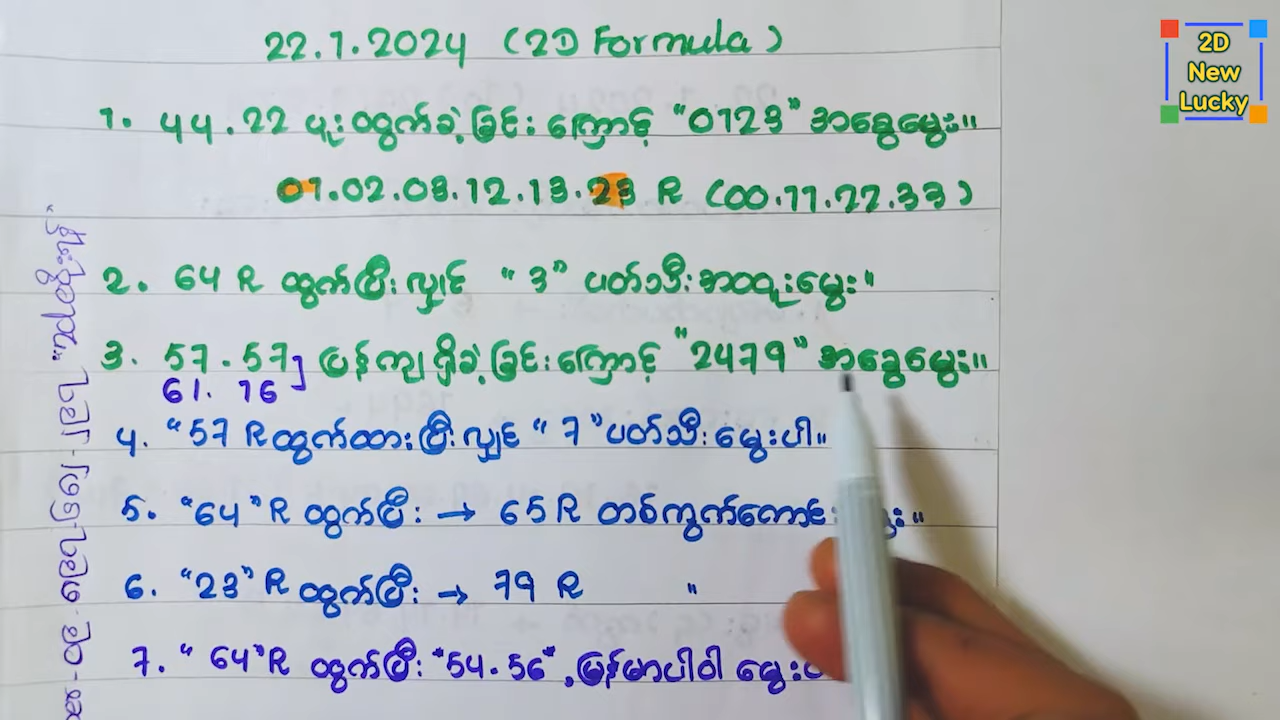 22.1.2024 (2D Formula)
1. 44.22 ပူးထွက်ခဲ့ခြင်းကြောင့် "0123" အခွေမွေး။
01.02.03.12.13.23 R (00.11.22.33)
2. 64 R ထွက်ပြီးလျှင် "3" ပတ်သီးအထူးမွေး။
3. 57.57] ပြန်ကျရှိခဲ့ခြင်းကြောင့် "2479" အခွေမွေး။
61. 16
4. "57 R ထွက်ထားပြီးလျှင် "7" ပတ်သီးမွေးပါ။
5. "64" R ထွက်ပြီး → 65 R တစ်ကွက်ကောင်း
6. "23" R ထွက်ပြီး → 79 R "
7. "64" R ထွက်ပြီး "54.56" မြန်မာပါဝါ မွေး
2D
New
Lucky